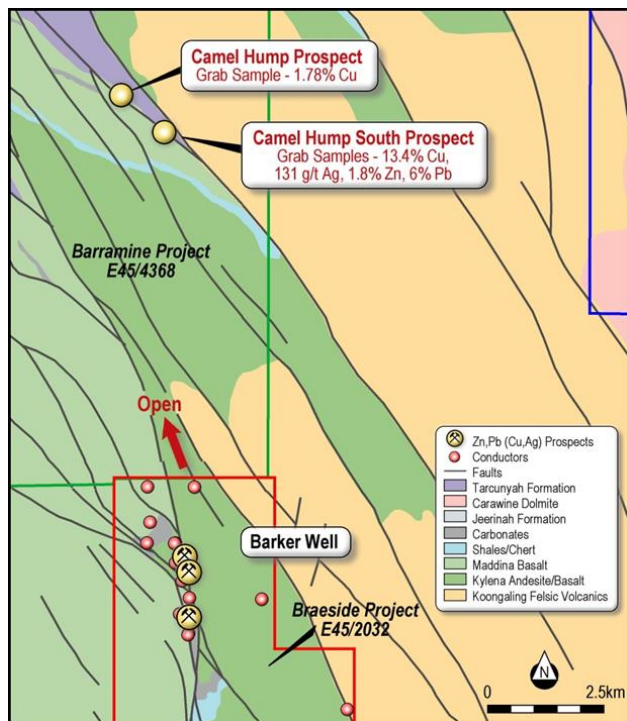 Camel Hump Prospect
Grab Sample - 1.78% Cu
Camel Hump South Prospect
Grab Samples - 13.4% Cu,
131 g/t Ag, 1.8% Zn, 6% Pb
Barramine Project
E45/4368
Open
Barker Well
Braeside Project
E45/2032
Zn,Pb (Cu,Ag) Prospects
Conductors
Faults
Tarcunyah Formation
Carawine Dolmite
Jeerinah Formation
Carbonates
Shales/Chert
Maddina Basalt
Kylena Andesite/Basalt
Koongaling Felsic Volcanics
N
0 2.5km